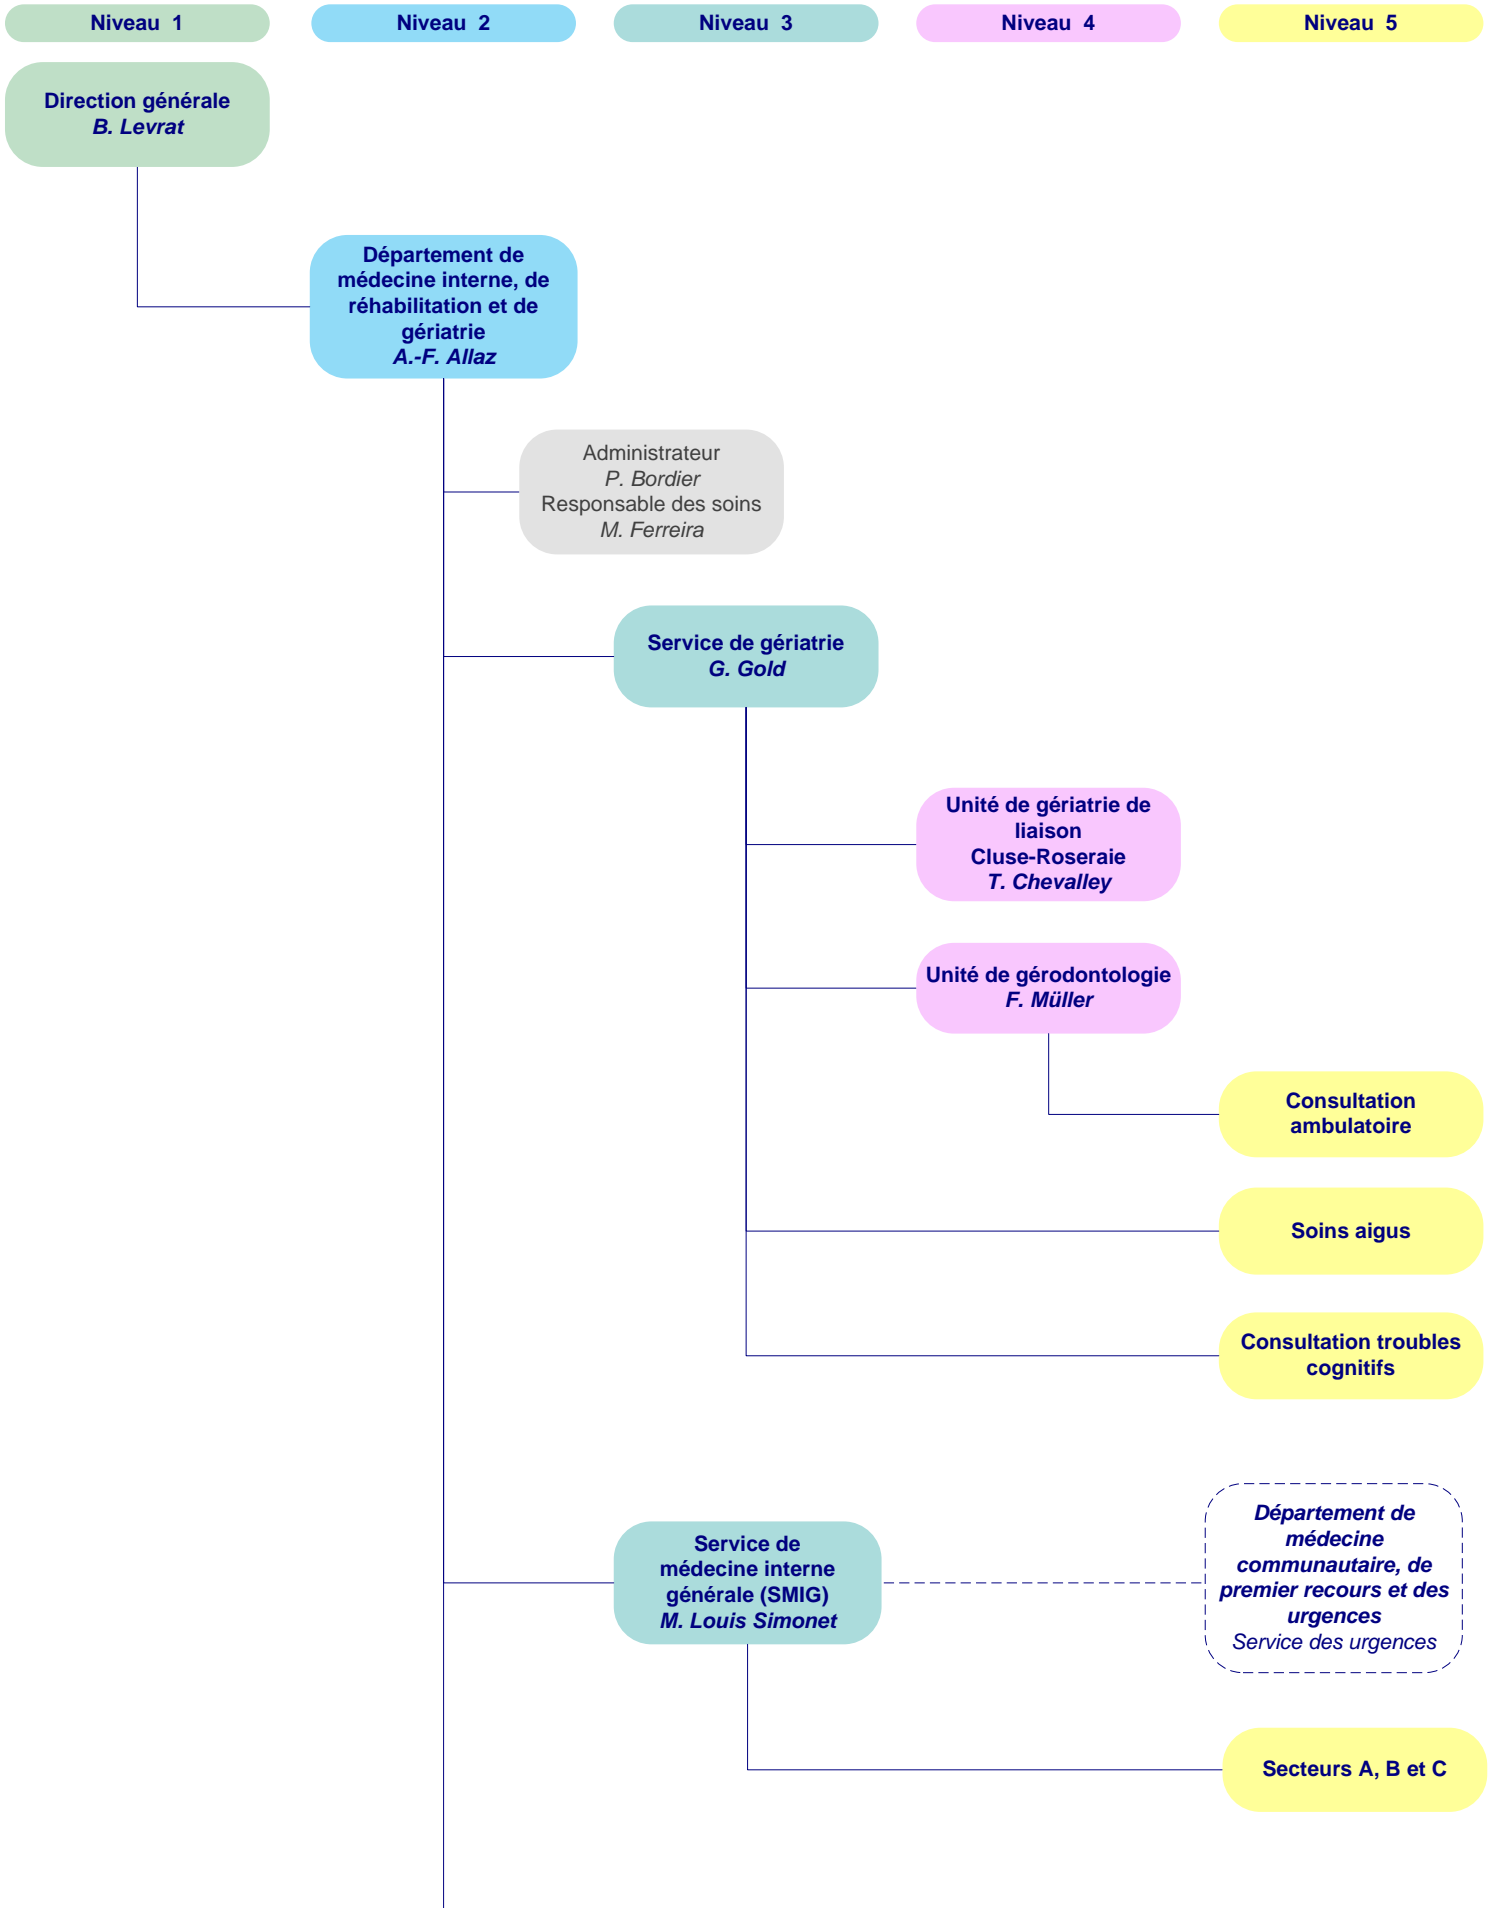 Niveau 1
Niveau 2
Niveau 3
Niveau 4
Niveau 5
Direction générale
B. Levrat
Département de
médecine interne, de
réhabilitation et de
gériatrie
A.-F. Allaz
Administrateur
P. Bordier
Responsable des soins
M. Ferreira
Service de gériatrie
G. Gold
Unité de gériatrie de
liaison
Cluse-Roseraie
T. Chevalley
Unité de gérodontologie
F. Müller
Consultation
ambulatoire
Soins aigus
Consultation troubles
cognitifs
Service de
médecine interne
générale (SMIG)
M. Louis Simonet
Département de
médecine
communautaire, de
premier recours et des
urgences
Service des urgences
Secteurs A, B et C